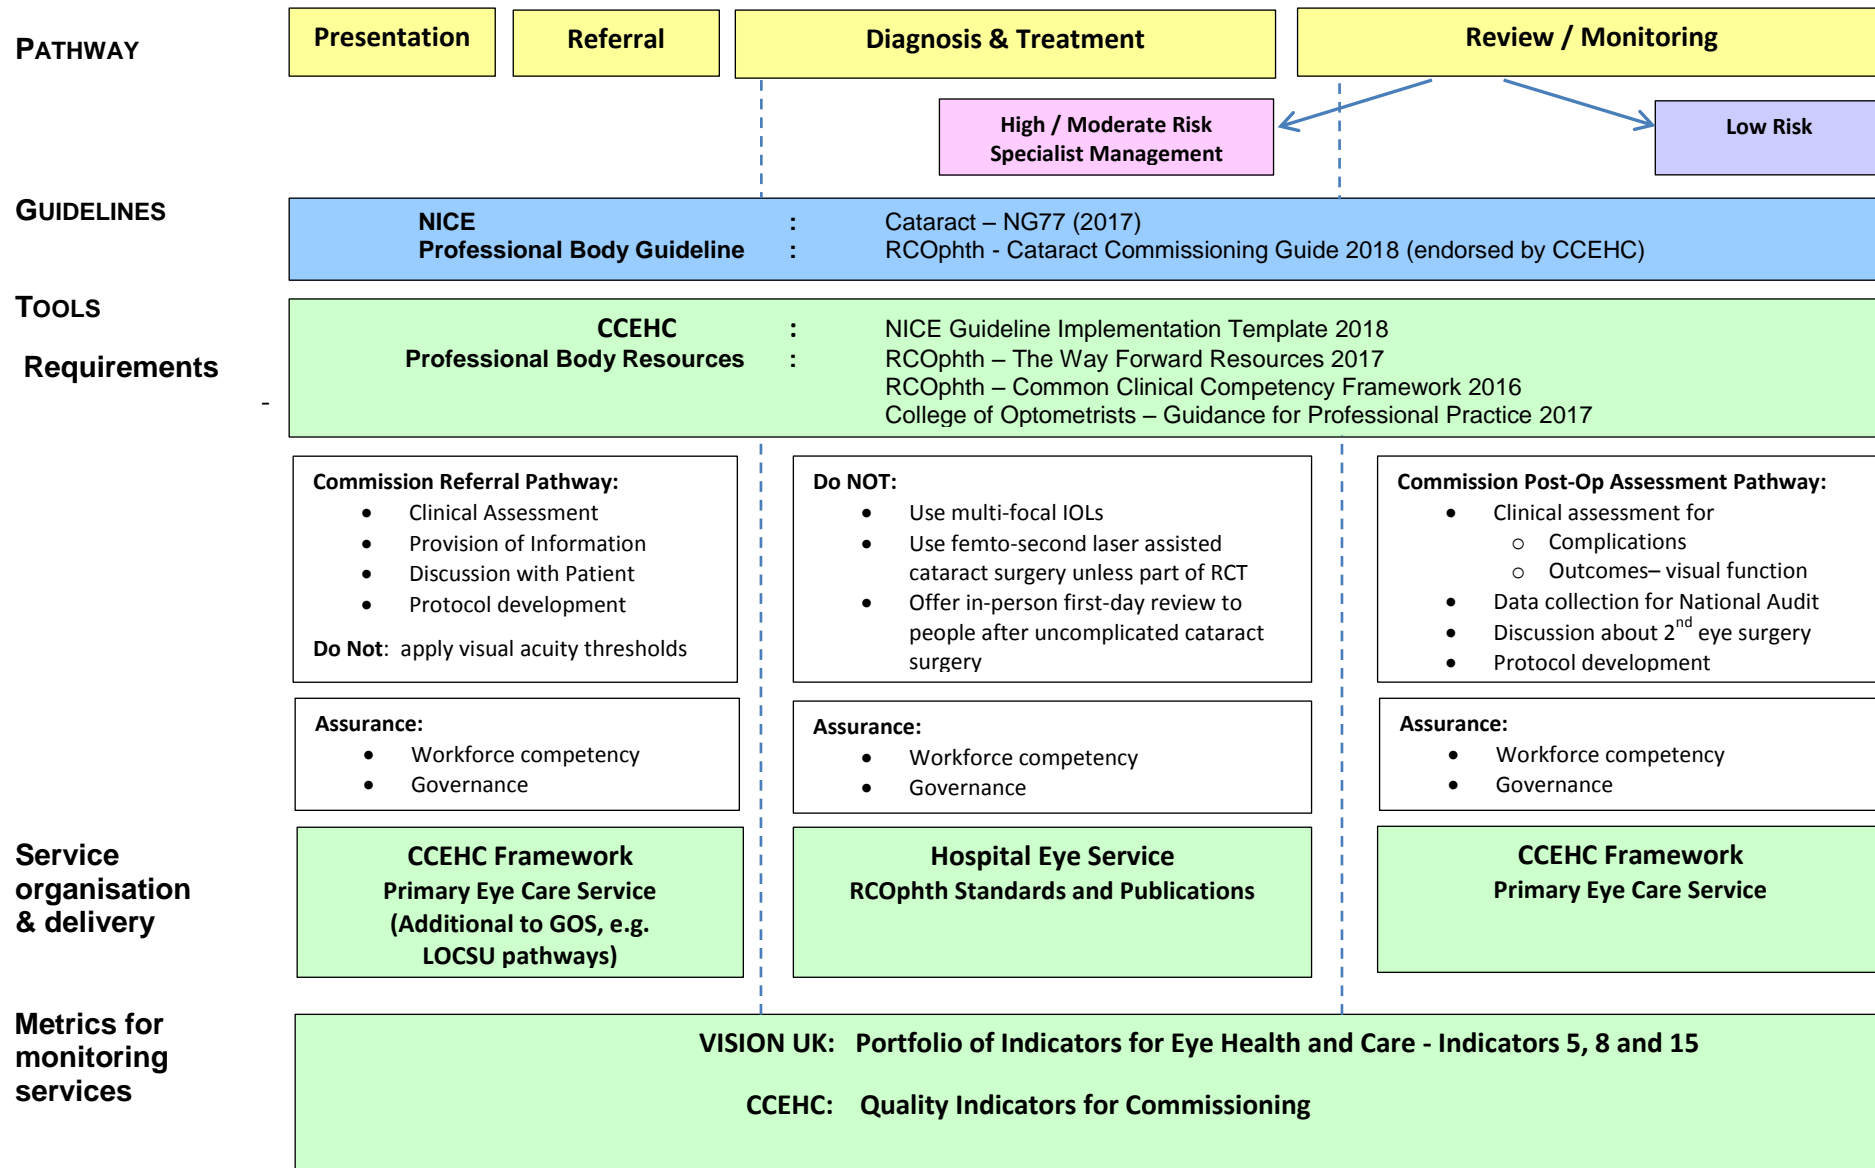 PATHWAY
Presentation
Referral
Diagnosis & Treatment
Review / Monitoring
High / Moderate Risk
Specialist Management
Low Risk
GUIDELINES
NICE : Cataract – NG77 (2017)
Professional Body Guideline : RCOphth - Cataract Commissioning Guide 2018 (endorsed by CCEHC)
TOOLS
Requirements
-
CCEHC : NICE Guideline Implementation Template 2018
Professional Body Resources : RCOphth – The Way Forward Resources 2017
RCOphth – Common Clinical Competency Framework 2016
College of Optometrists – Guidance for Professional Practice 2017
Commission Referral Pathway:
• Clinical Assessment
• Provision of Information
• Discussion with Patient
• Protocol development
Do Not: apply visual acuity thresholds
Do NOT:
• Use multi-focal IOLs
• Use femto-second laser assisted
cataract surgery unless part of RCT
• Offer in-person first-day review to
people after uncomplicated cataract
surgery
Commission Post-Op Assessment Pathway:
• Clinical assessment for
o Complications
o Outcomes– visual function
• Data collection for National Audit
• Discussion about 2nd eye surgery
• Protocol development
Assurance:
• Workforce competency
• Governance
Assurance:
• Workforce competency
• Governance
Assurance:
• Workforce competency
• Governance
Service
organisation
& delivery
CCEHC Framework
Primary Eye Care Service
(Additional to GOS, e.g.
LOCSU pathways)
Hospital Eye Service
RCOphth Standards and Publications
CCEHC Framework
Primary Eye Care Service
Metrics for
monitoring
services
VISION UK: Portfolio of Indicators for Eye Health and Care - Indicators 5, 8 and 15
CCEHC: Quality Indicators for Commissioning